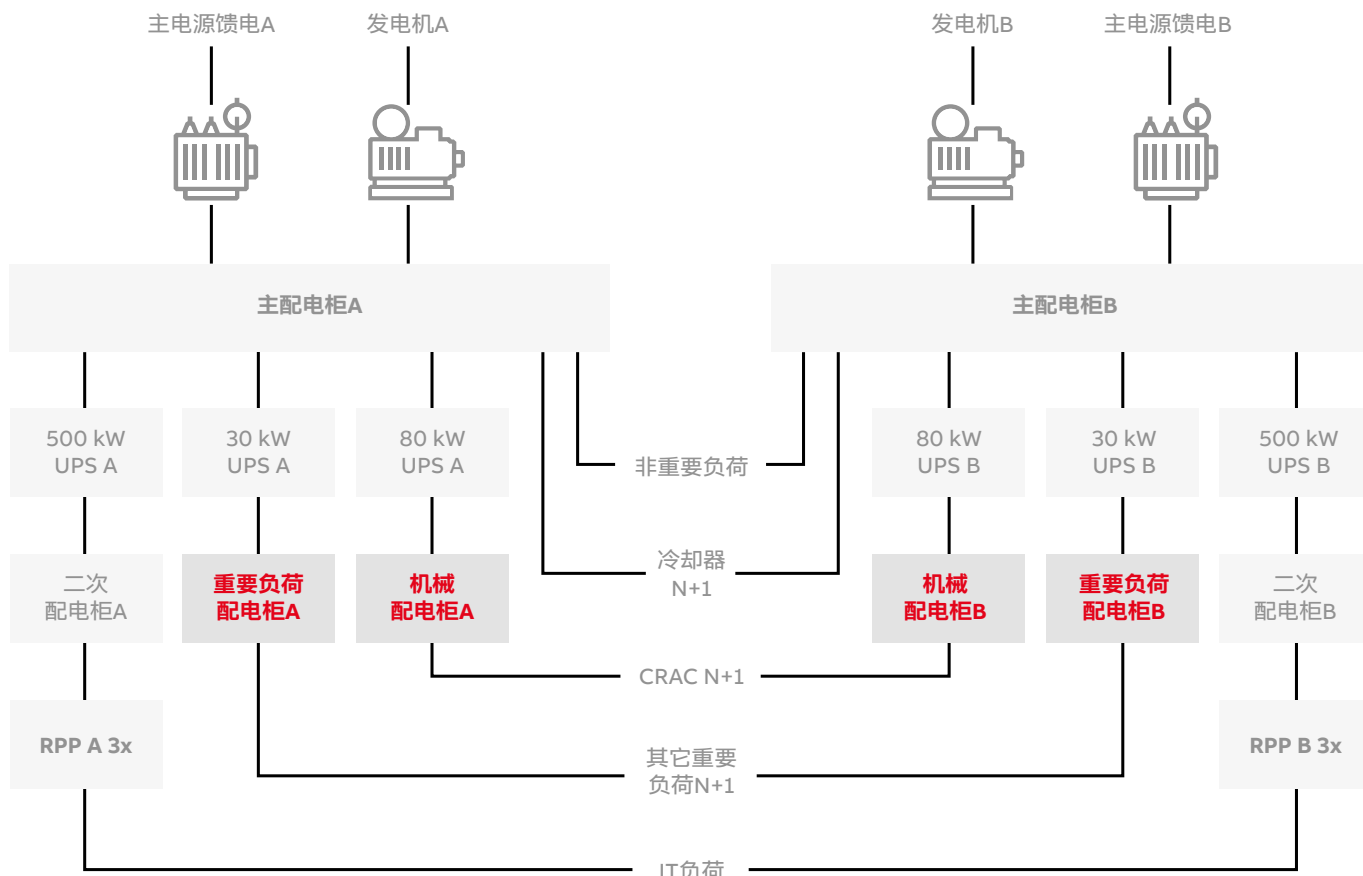 主电源馈电A
发电机A
发电机B
主电源馈电B
主配电柜A
主配电柜B
500 kW
UPS A
30 kW
UPS A
80 kW
UPS A
非重要负荷
80 kW
UPS B
30 kW
UPS B
500 kW
UPS B
冷却器
N+1
二次
配电柜A
重要负荷
配电柜A
机械
配电柜A
机械
配电柜B
重要负荷
配电柜B
二次
配电柜B
CRAC N+1
RPP A 3x
其它重要
负荷N+1
RPP B 3x
IT负荷